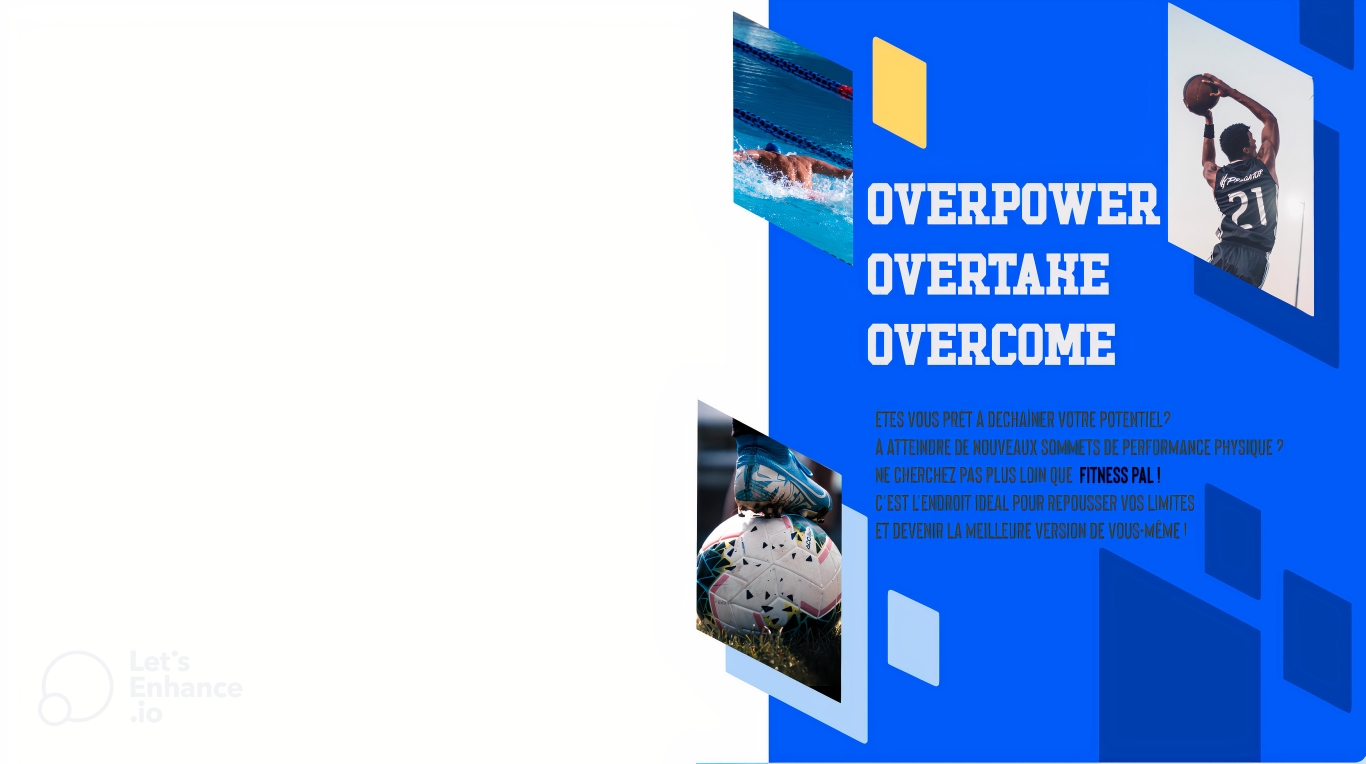 OVERPOWER
OVERTAKE
OVERCOME
ÊTES VOUS PRÊT À DECHAÎNER VOTRE POTENTIEL?
À ATTEINDRE DE NOUVEAUX SOMMETS DE PERFORMANCE PHYSIQUE ?
NE CHERCHEZ PAS PLUS LOIN QUE FITNESS PAL !
C'EST L'ENDROIT IDEAL POUR REPOUSSER VOS LIMITES
ET DEVENIR LA MEILLEURE VERSION DE VOUS-MÊME !
21
Let's
Enhance
.io